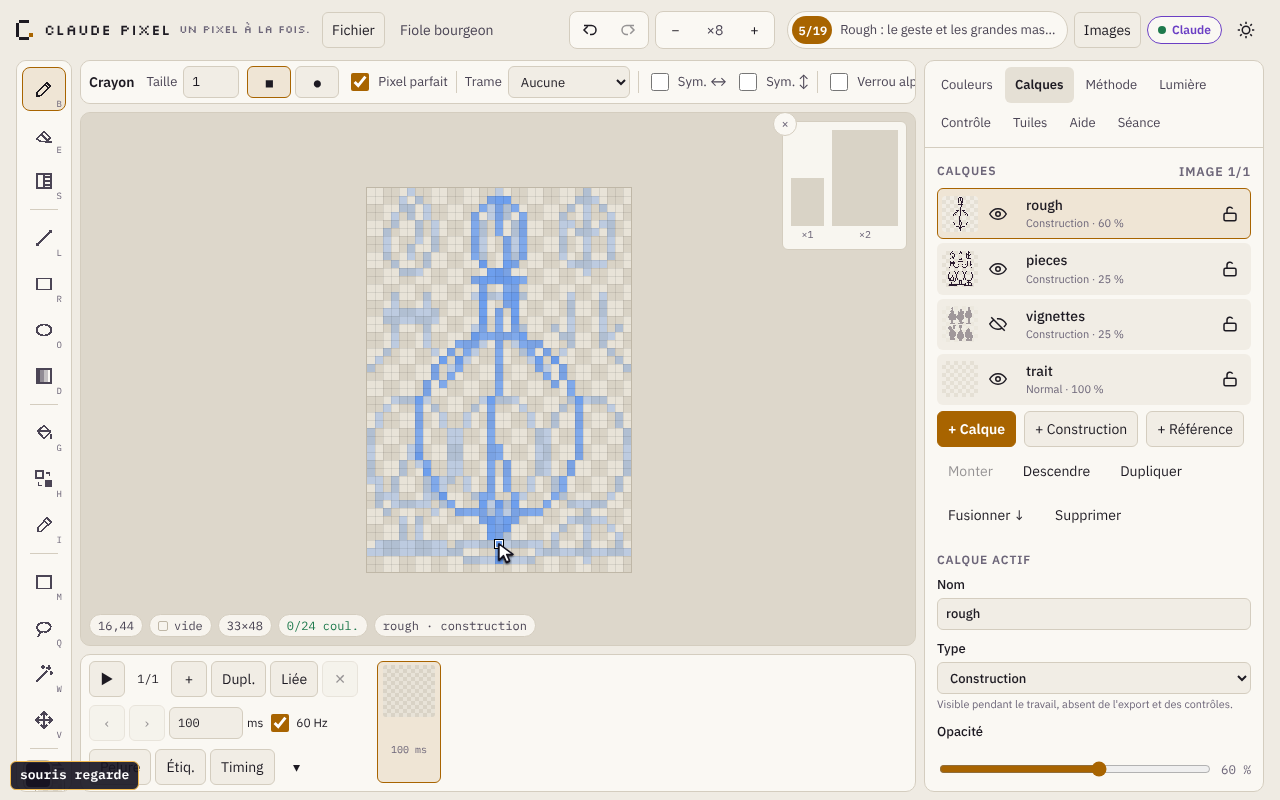 CLAUDE PIXEL UN PIXEL À LA FOIS. Fichier Fiole bourgeon − ×8 + 5/19 Rough : le geste et les grandes mas… Images Claude
Crayon Taille 1 Pixel parfait Trame Aucune Sym. ↔ Sym. ↕ Verrou alp
B
E
S
L
R
O
D
G
H
I
M
Q
W
V
×
×1 ×2
16,44 vide 33×48 0/24 coul. rough · construction
1/1 + Dupl. Liée ×
‹ › 100 ms 60 Hz
Étiq. Timing ▼
100 ms
souris regarde
Couleurs Calques Méthode Lumière
Contrôle Tuiles Aide Séance
CALQUES IMAGE 1/1
rough
Construction · 60 %
pieces
Construction · 25 %
vignettes
Construction · 25 %
trait
Normal · 100 %
+ Calque + Construction + Référence
Monter Descendre Dupliquer
Fusionner ↓ Supprimer
CALQUE ACTIF
Nom
rough
Type
Construction
Visible pendant le travail, absent de l'export et des contrôles.
Opacité
60 %